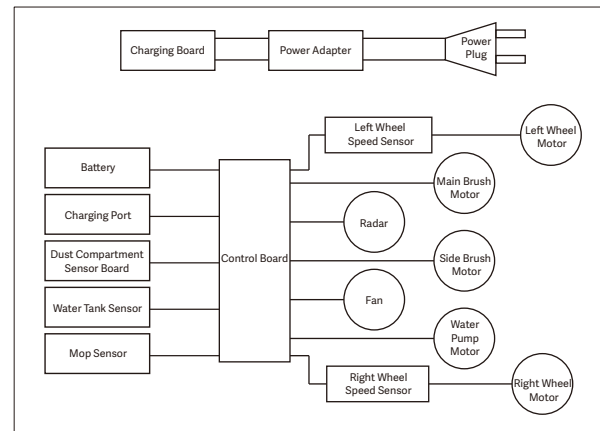 Charging Board
Power Adapter
Power
Plug
Left Wheel
Speed Sensor
Left Wheel
Motor
Battery
Main Brush
Motor
Charging Port
Radar
Dust Compartment
Sensor Board
Control Board
Side Brush
Motor
Water Tank Sensor
Fan
Water
Pump
Motor
Mop Sensor
Right Wheel
Speed Sensor
Right Wheel
Motor